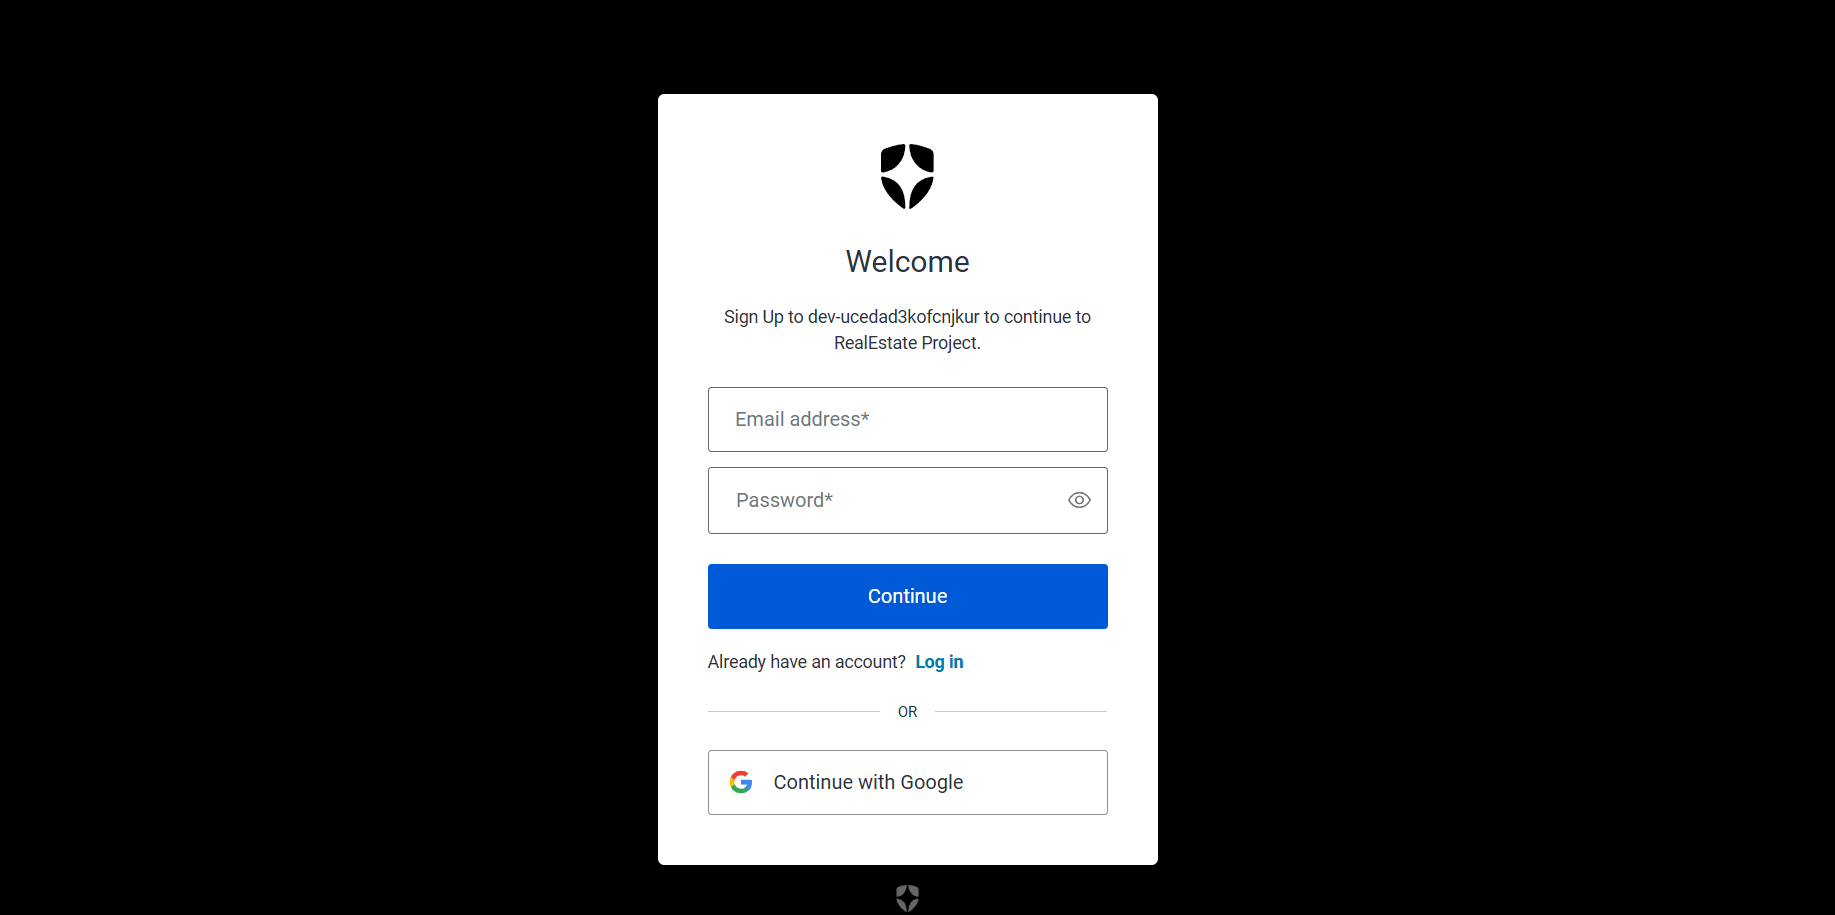 Welcome
Sign Up to dev-ucedad3kofcnjkur to continue to
RealEstate Project.
Email address*
Password*
Continue
Already have an account? Log in
OR
Continue with Google